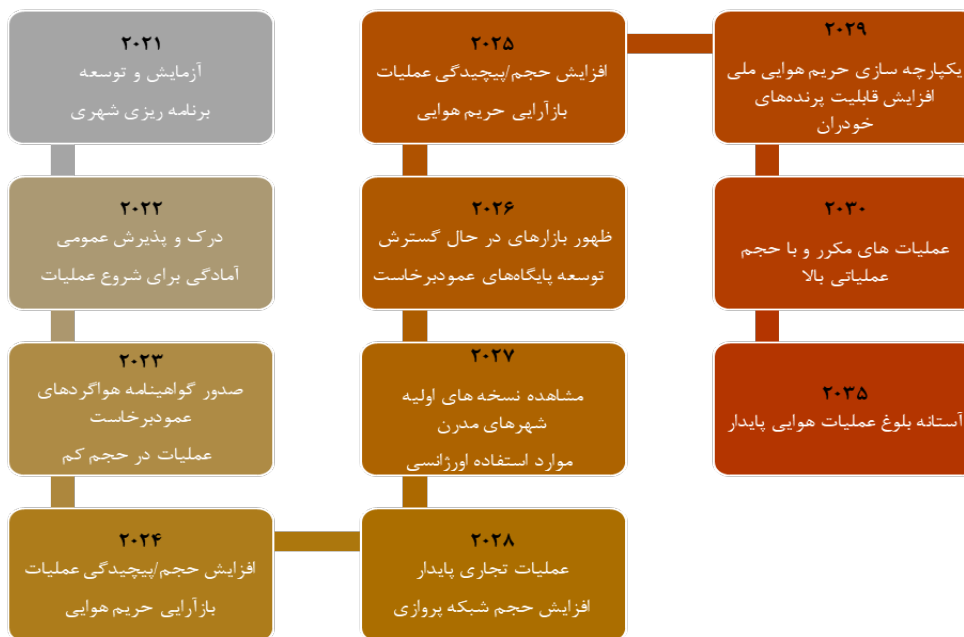 ۲۰۲۱
آزمایش و توسعه
برنامه ریزی شهری
۲۰۲۲
درک و پذیرش عمومی
آمادگی برای شروع عملیات
۲۰۲۳
صدور گواهینامه هواگردهای
عمودبرخاست
عملیات در حجم کم
۲۰۲۴
افزایش حجم/پیچیدگی عملیات
بازآرایی حریم هوایی
۲۰۲۸
عملیات تجاری پایدار
افزایش حجم شبکه پروازی
۲۰۲۷
مشاهده نسخه های اولیه
شهرهای مدرن
موارد استفاده اورژانسی
۲۰۲۶
ظهور بازارهای در حال گسترش
توسعه پایگاه‌های عمودبرخاست
۲۰۲۵
افزایش حجم/پیچیدگی عملیات
بازآرایی حریم هوایی
۲۰۲۹
یکپارچه سازی حریم هوایی ملی
افزایش قابلیت پرنده‌های
خودران
۲۰۳۰
عملیات های مکرر و با حجم
عملیاتی بالا
۲۰۳۵
آستانه بلوغ عملیات هوایی پایدار